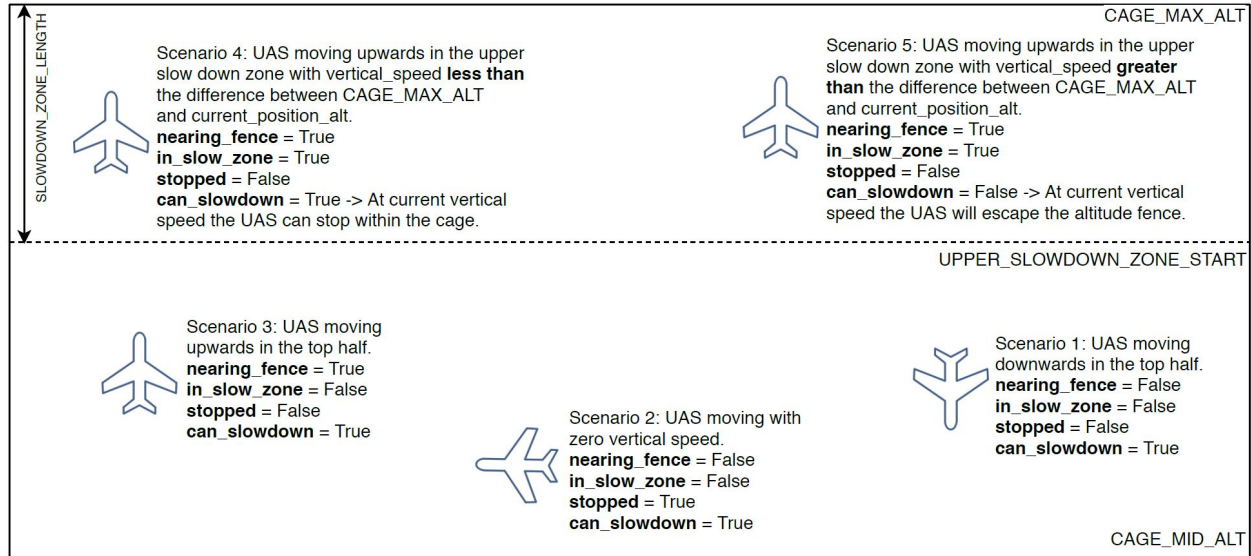 CAGE_MAX_ALT
SLOWDOWN_ZONE_LENGTH
Scenario 4: UAS moving upwards in the upper
slow down zone with vertical_speed less than
the difference between CAGE_MAX_ALT
and current_position_alt.
nearing_fence = True
in_slow_zone = True
stopped = False
can_slowdown = True -> At current vertical
speed the UAS can stop within the cage.
Scenario 5: UAS moving upwards in the upper
slow down zone with vertical_speed greater
than the difference between CAGE_MAX_ALT
and current_position_alt.
nearing_fence = True
in_slow_zone = True
stopped = False
can_slowdown = False -> At current vertical
speed the UAS will escape the altitude fence.
UPPER_SLOWDOWN_ZONE_START
Scenario 3: UAS moving
upwards in the top half.
nearing_fence = True
in_slow_zone = False
stopped = False
can_slowdown = True
Scenario 2: UAS moving with
zero vertical speed.
nearing_fence = False
in_slow_zone = False
stopped = True
can_slowdown = True
Scenario 1: UAS moving
downwards in the top half.
nearing_fence = False
in_slow_zone = False
stopped = False
can_slowdown = True
CAGE_MID_ALT